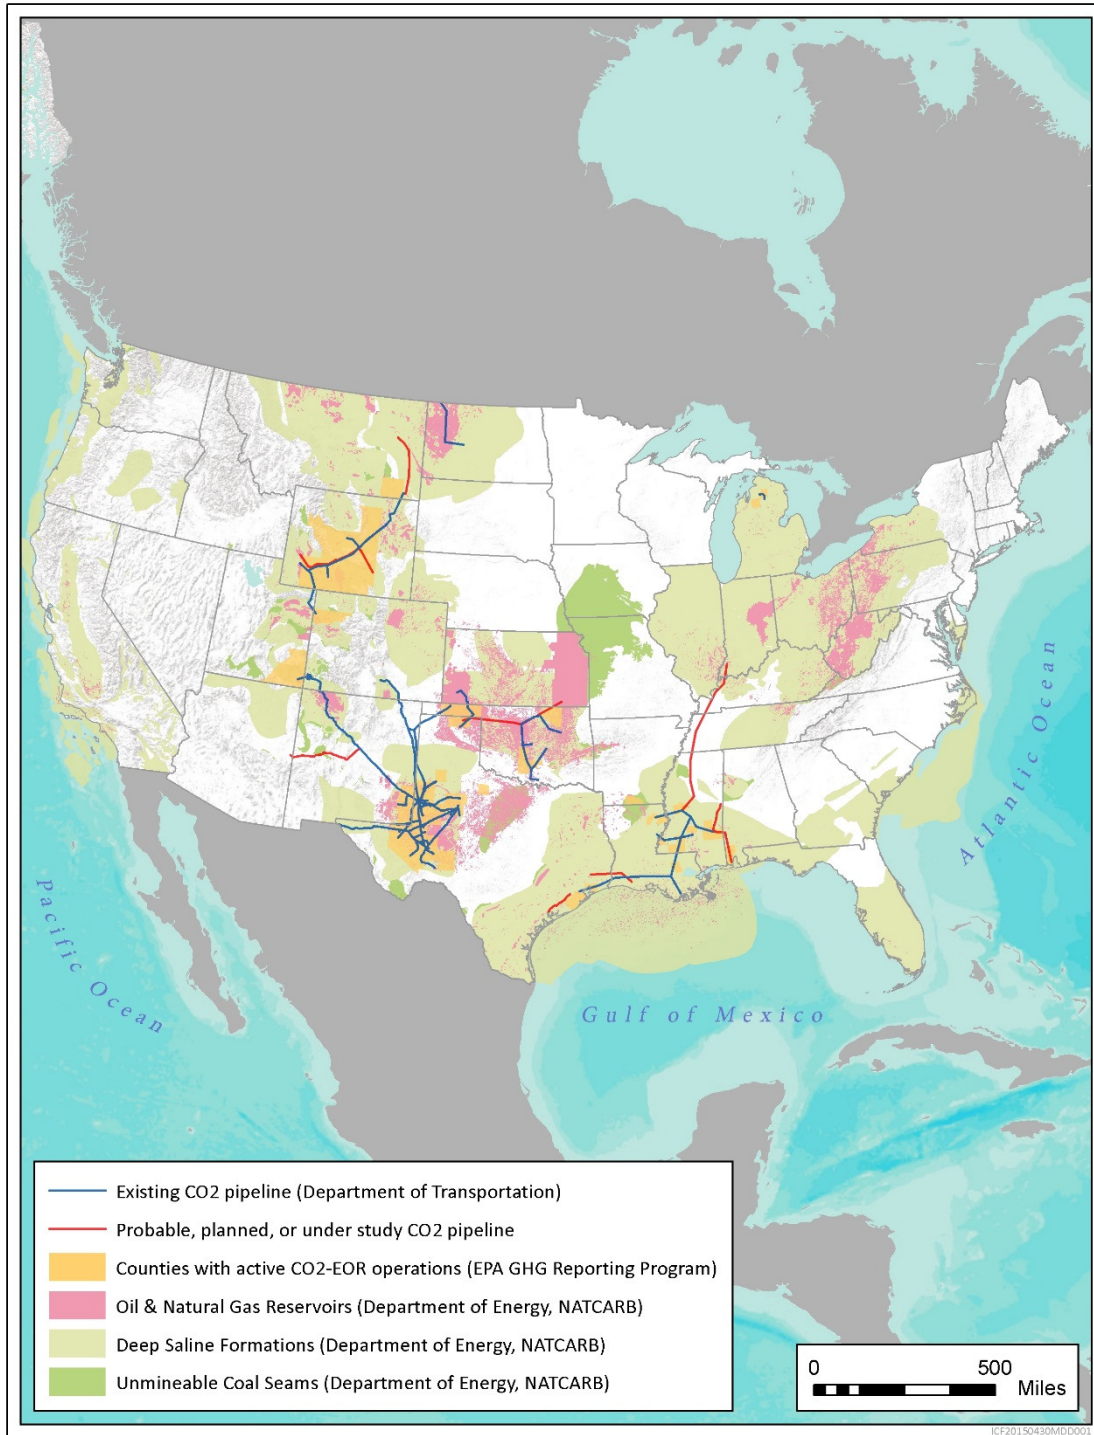 Pacific Ocean
Atlantic Ocean
Gulf of Mexico
Existing CO2 pipeline (Department of Transportation)
Probable, planned, or under study CO2 pipeline
Counties with active CO2-EOR operations (EPA GHG Reporting Program)
Oil & Natural Gas Reservoirs (Department of Energy, NATCARB)
Deep Saline Formations (Department of Energy, NATCARB)
Unmineable Coal Seams (Department of Energy, NATCARB)
0 500
Miles
ICF20150430MDD001